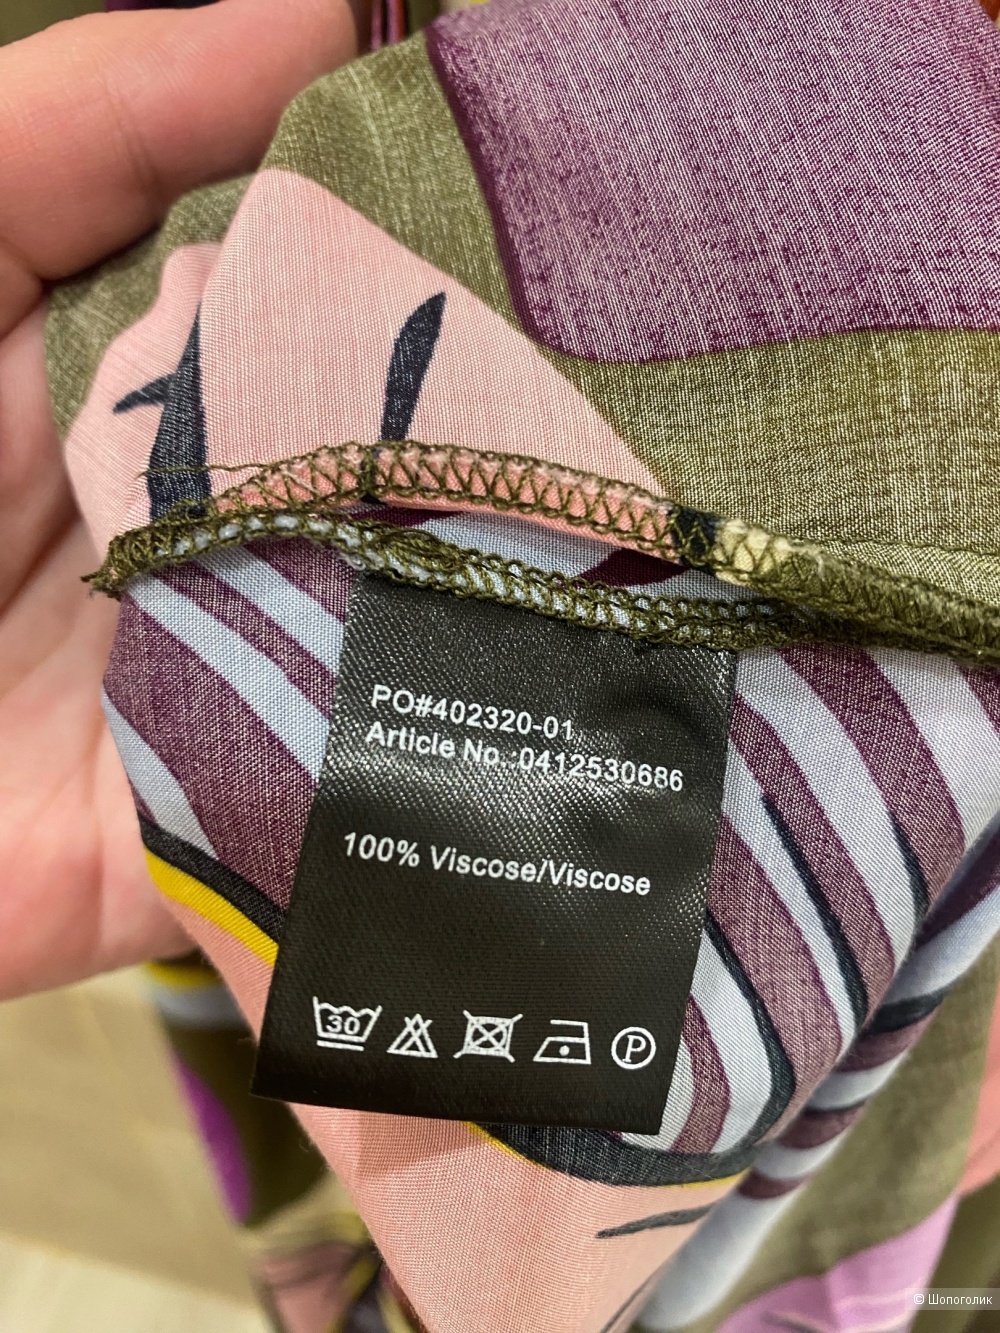 PO#402320-01
Article No.:0412530686
100% Viscose/Viscose
30
P
© Шопоголик